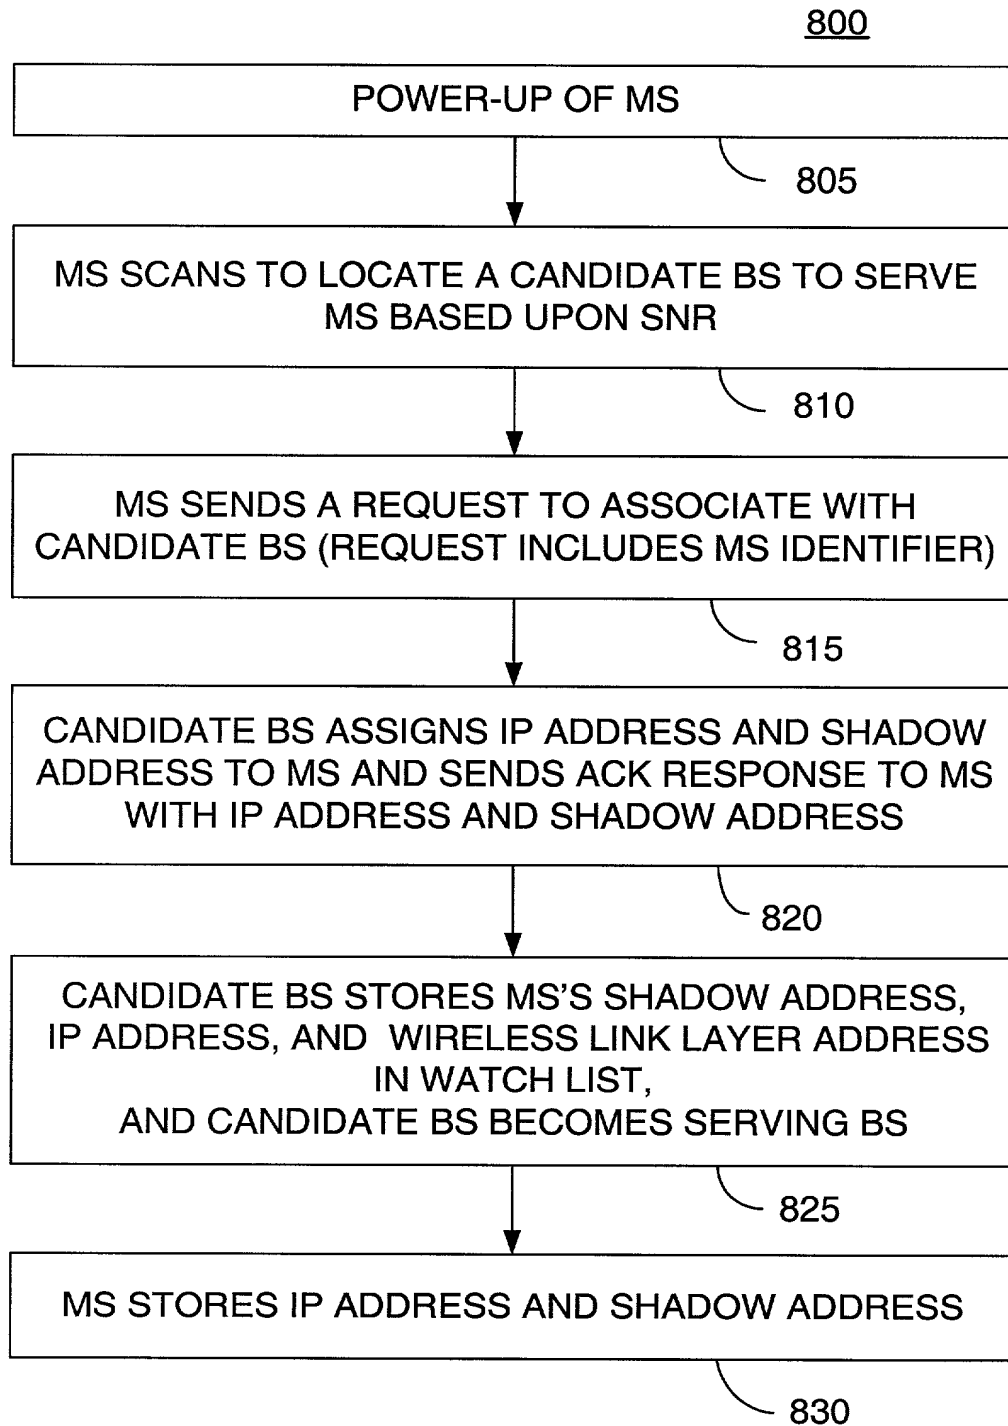 800
POWER-UP OF MS
805
MS SCANS TO LOCATE A CANDIDATE BS TO SERVE
MS BASED UPON SNR
810
MS SENDS A REQUEST TO ASSOCIATE WITH
CANDIDATE BS (REQUEST INCLUDES MS IDENTIFIER)
815
CANDIDATE BS ASSIGNS IP ADDRESS AND SHADOW
ADDRESS TO MS AND SENDS ACK RESPONSE TO MS
WITH IP ADDRESS AND SHADOW ADDRESS
820
CANDIDATE BS STORES MS'S SHADOW ADDRESS,
IP ADDRESS, AND WIRELESS LINK LAYER ADDRESS
IN WATCH LIST,
AND CANDIDATE BS BECOMES SERVING BS
825
MS STORES IP ADDRESS AND SHADOW ADDRESS
830